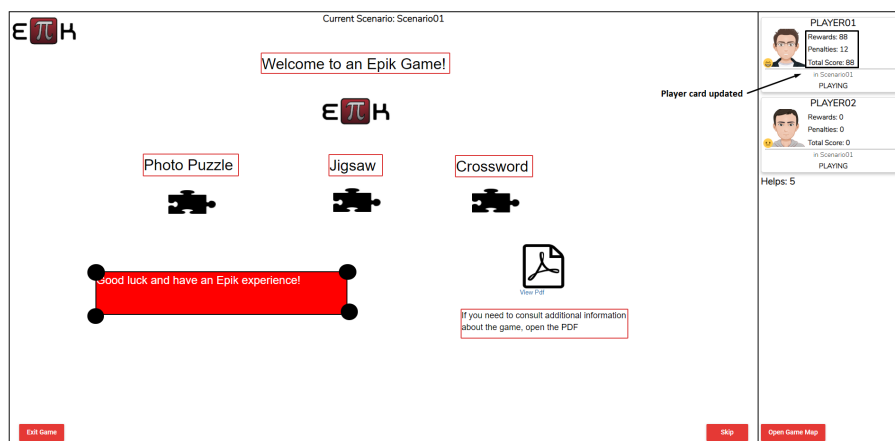 επκ
Current Scenario: Scenario01
Welcome to an Epik Game!
επκ
Photo Puzzle
Jigsaw
Crossword
Good luck and have an Epik experience!
View Pdf
If you need to consult additional information
about the game, open the PDF
Exit Game
Skip
PLAYER01
Rewards: 88
Penalties: 12
Total Score: 88
in Scenario01
PLAYING
Player card updated
PLAYER02
Rewards: 0
Penalties: 0
Total Score: 0
in Scenario01
PLAYING
Helps: 5
Open Game Map